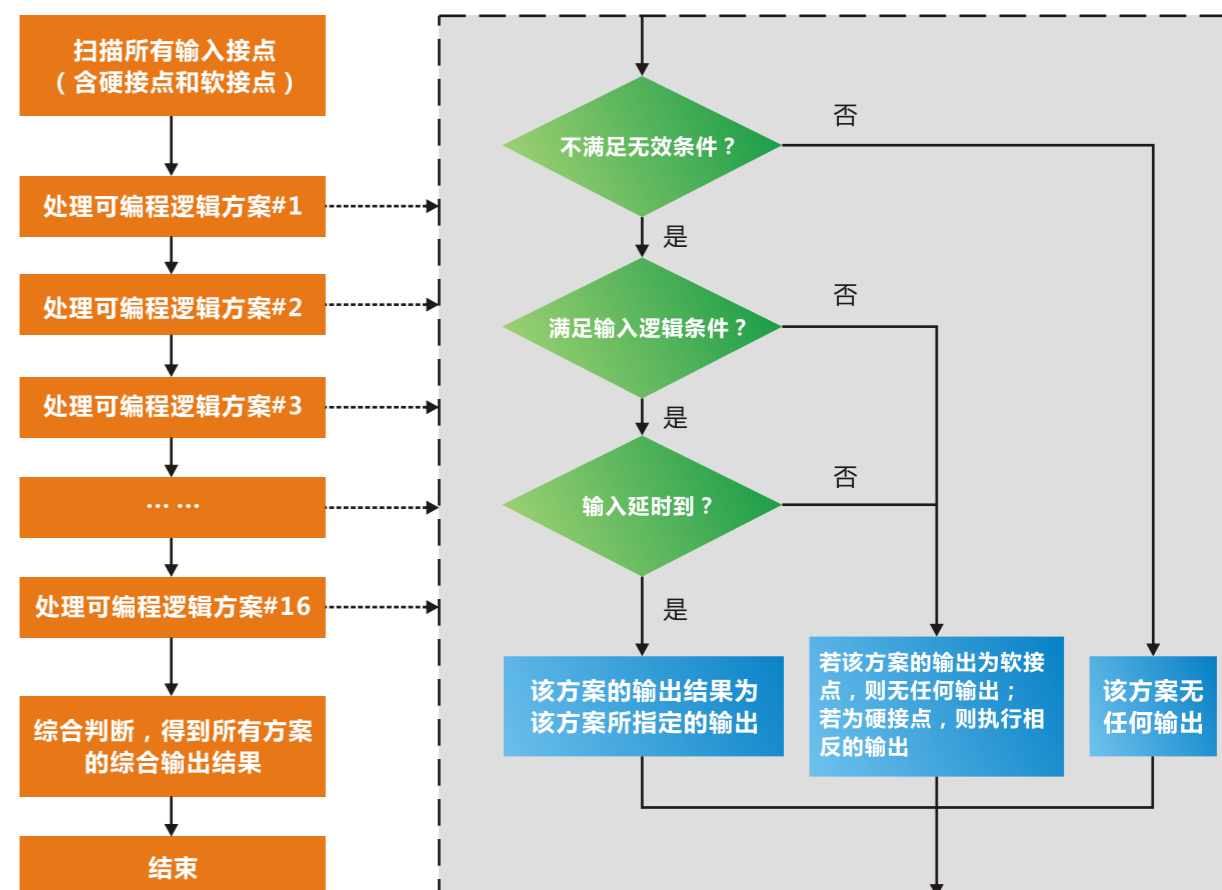 扫描所有输入接点
（含硬接点和软接点）
处理可编程逻辑方案#1
处理可编程逻辑方案#2
处理可编程逻辑方案#3
... ...
处理可编程逻辑方案#16
综合判断，得到所有方案
的综合输出结果
结束
不满足无效条件？
否
是
满足输入逻辑条件？
否
是
输入延时到？
否
是
该方案的输出结果为
该方案所指定的输出
若该方案的输出为软接
点，则无任何输出；
若为硬接点，则执行相
反的输出
该方案无
任何输出